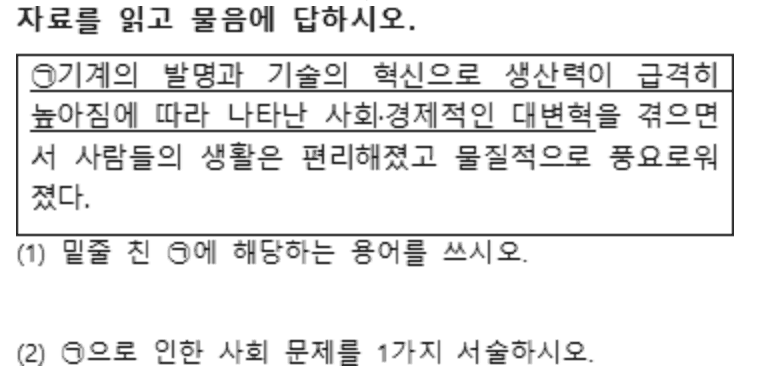 자료를 읽고 물음에 답하시오.
㉠기계의 발명과 기술의 혁신으로 생산력이 급격히
높아짐에 따라 나타난 사회·경제적인 대변혁을 겪으면
서 사람들의 생활은 편리해졌고 물질적으로 풍요로워
졌다.
(1) 밑줄 친 ㉠에 해당하는 용어를 쓰시오.
(2) ㉠으로 인한 사회 문제를 1가지 서술하시오.